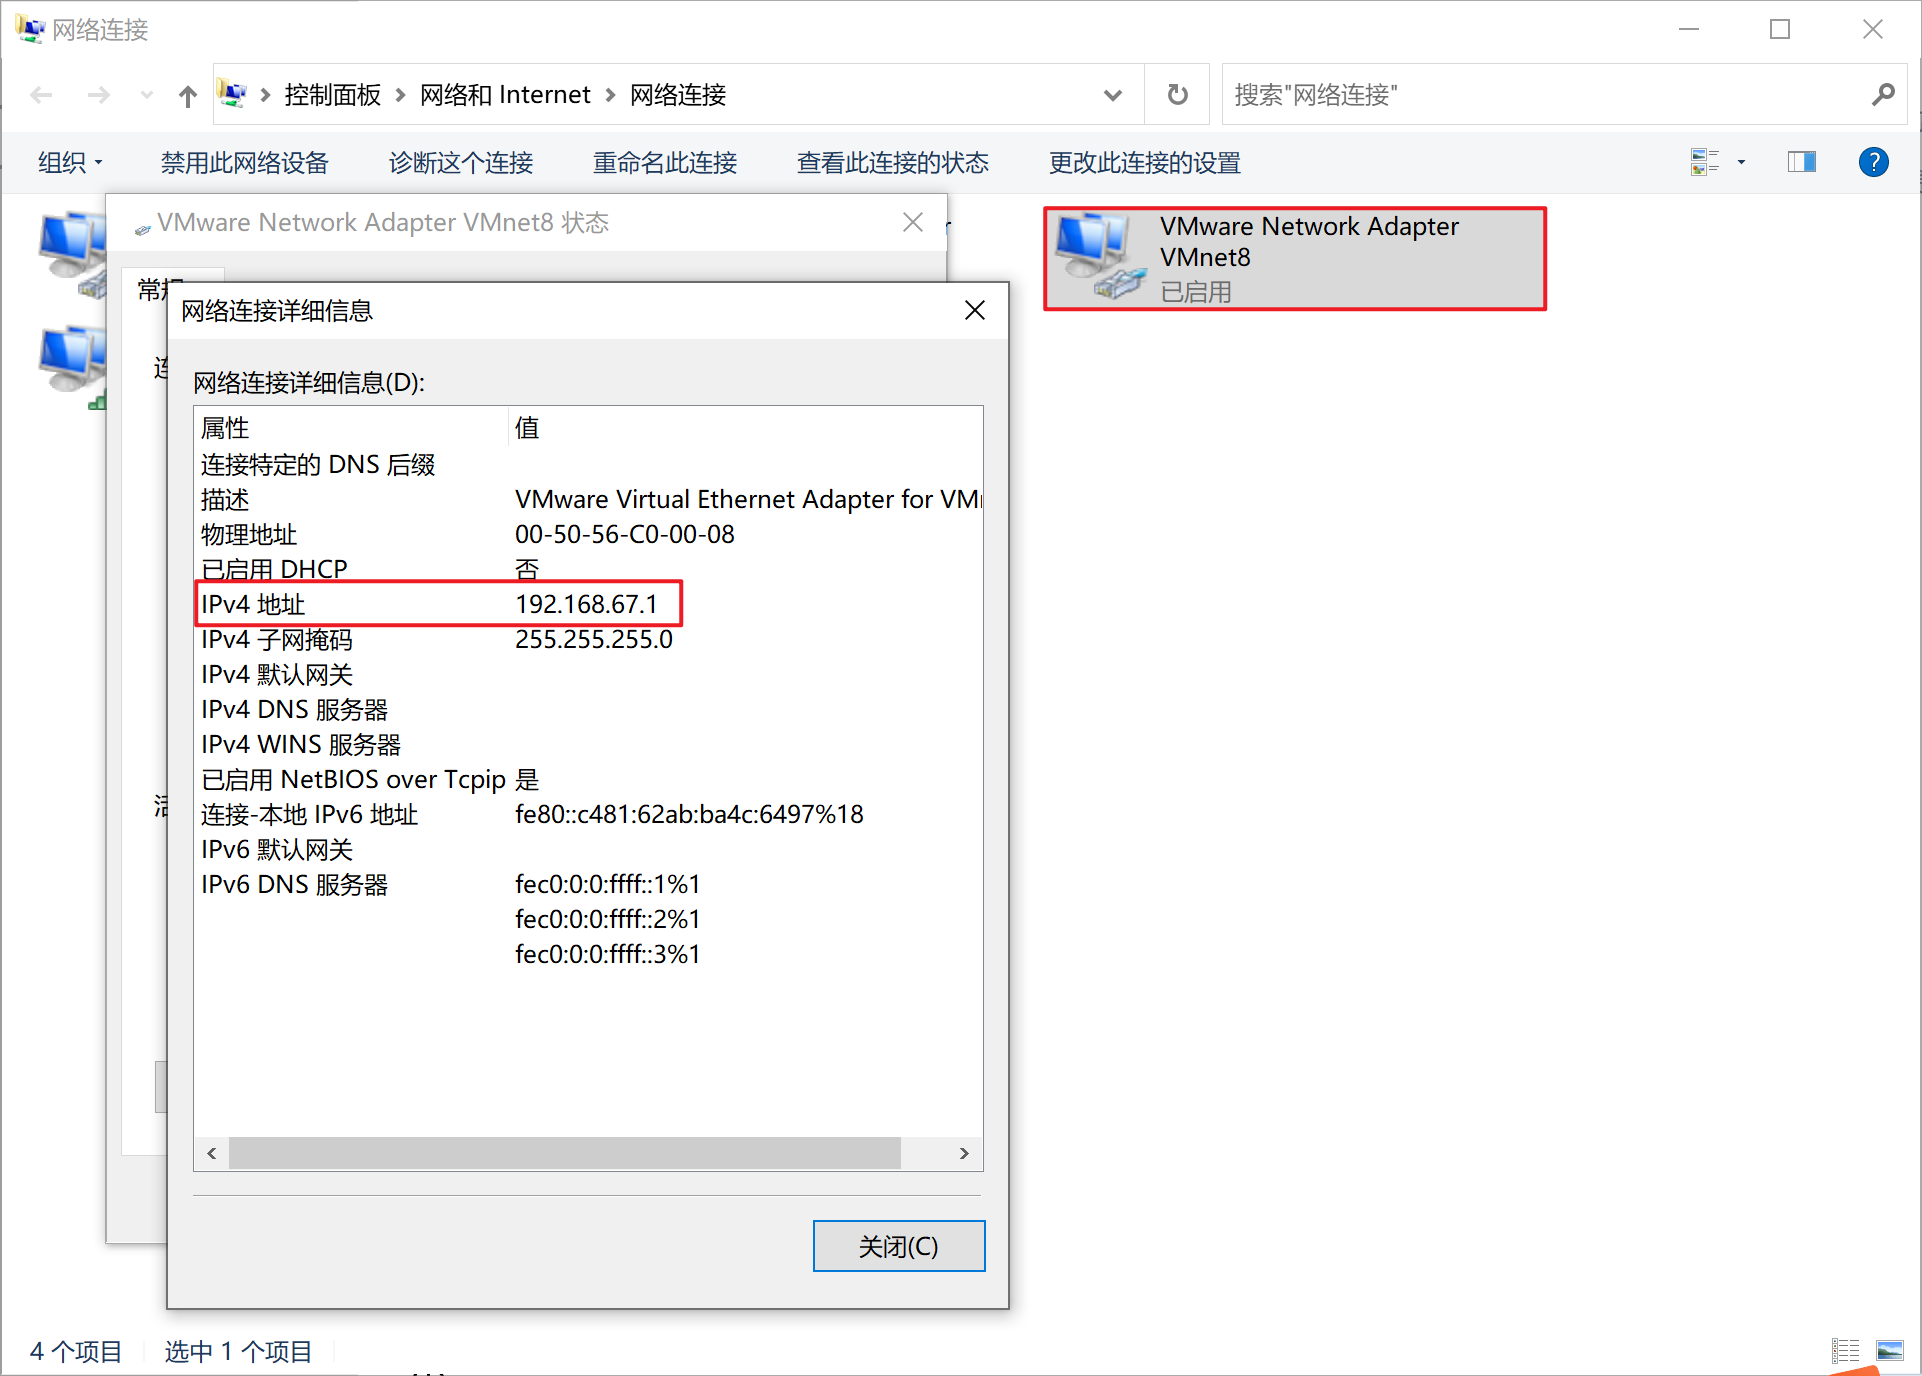 网络连接
控制面板 网络和 Internet 网络连接
搜索"网络连接"
组织 禁用此网络设备 诊断这个连接 重命名此连接 查看此连接的状态 更改此连接的设置
VMware Network Adapter VMnet8 状态
VMware Network Adapter
VMnet8
已启用
常规
网络连接详细信息
连
网络连接详细信息(D):
属性 值
连接特定的 DNS 后缀
描述 VMware Virtual Ethernet Adapter for VM
物理地址 00-50-56-C0-00-08
已启用 DHCP 否
IPv4 地址 192.168.67.1
IPv4 子网掩码 255.255.255.0
IPv4 默认网关
IPv4 DNS 服务器
IPv4 WINS 服务器
已启用 NetBIOS over Tcpip 是
活
连接-本地 IPv6 地址 fe80::c481:62ab:ba4c:6497%18
IPv6 默认网关
IPv6 DNS 服务器 fec0:0:0:ffff::1%1
fec0:0:0:ffff::2%1
fec0:0:0:ffff::3%1
关闭(C)
4 个项目 选中 1 个项目